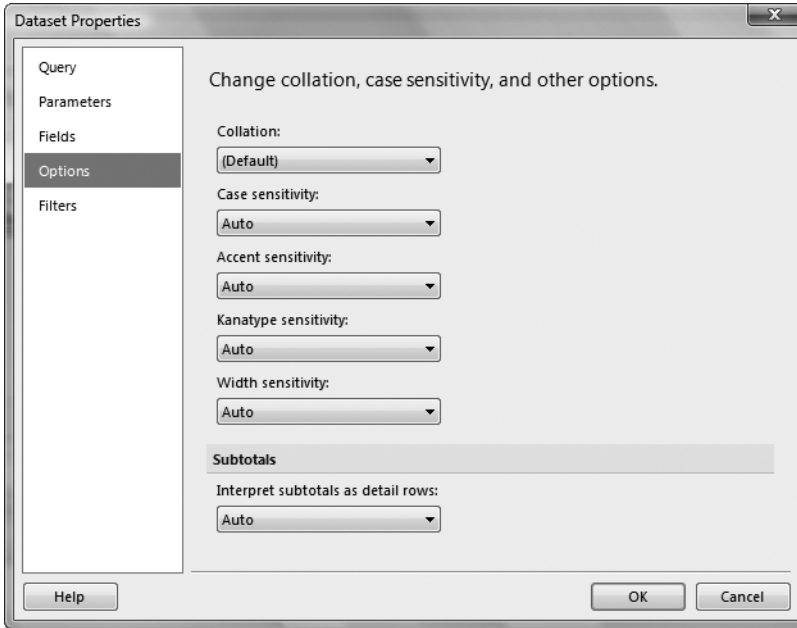 Dataset Properties
Query
Parameters
Fields
Options
Filters
Change collation, case sensitivity, and other options.
Collation:
(Default)
Case sensitivity:
Auto
Accent sensitivity:
Auto
Kanatype sensitivity:
Auto
Width sensitivity:
Auto
Subtotals
Interpret subtotals as detail rows:
Auto
Help
OK
Cancel